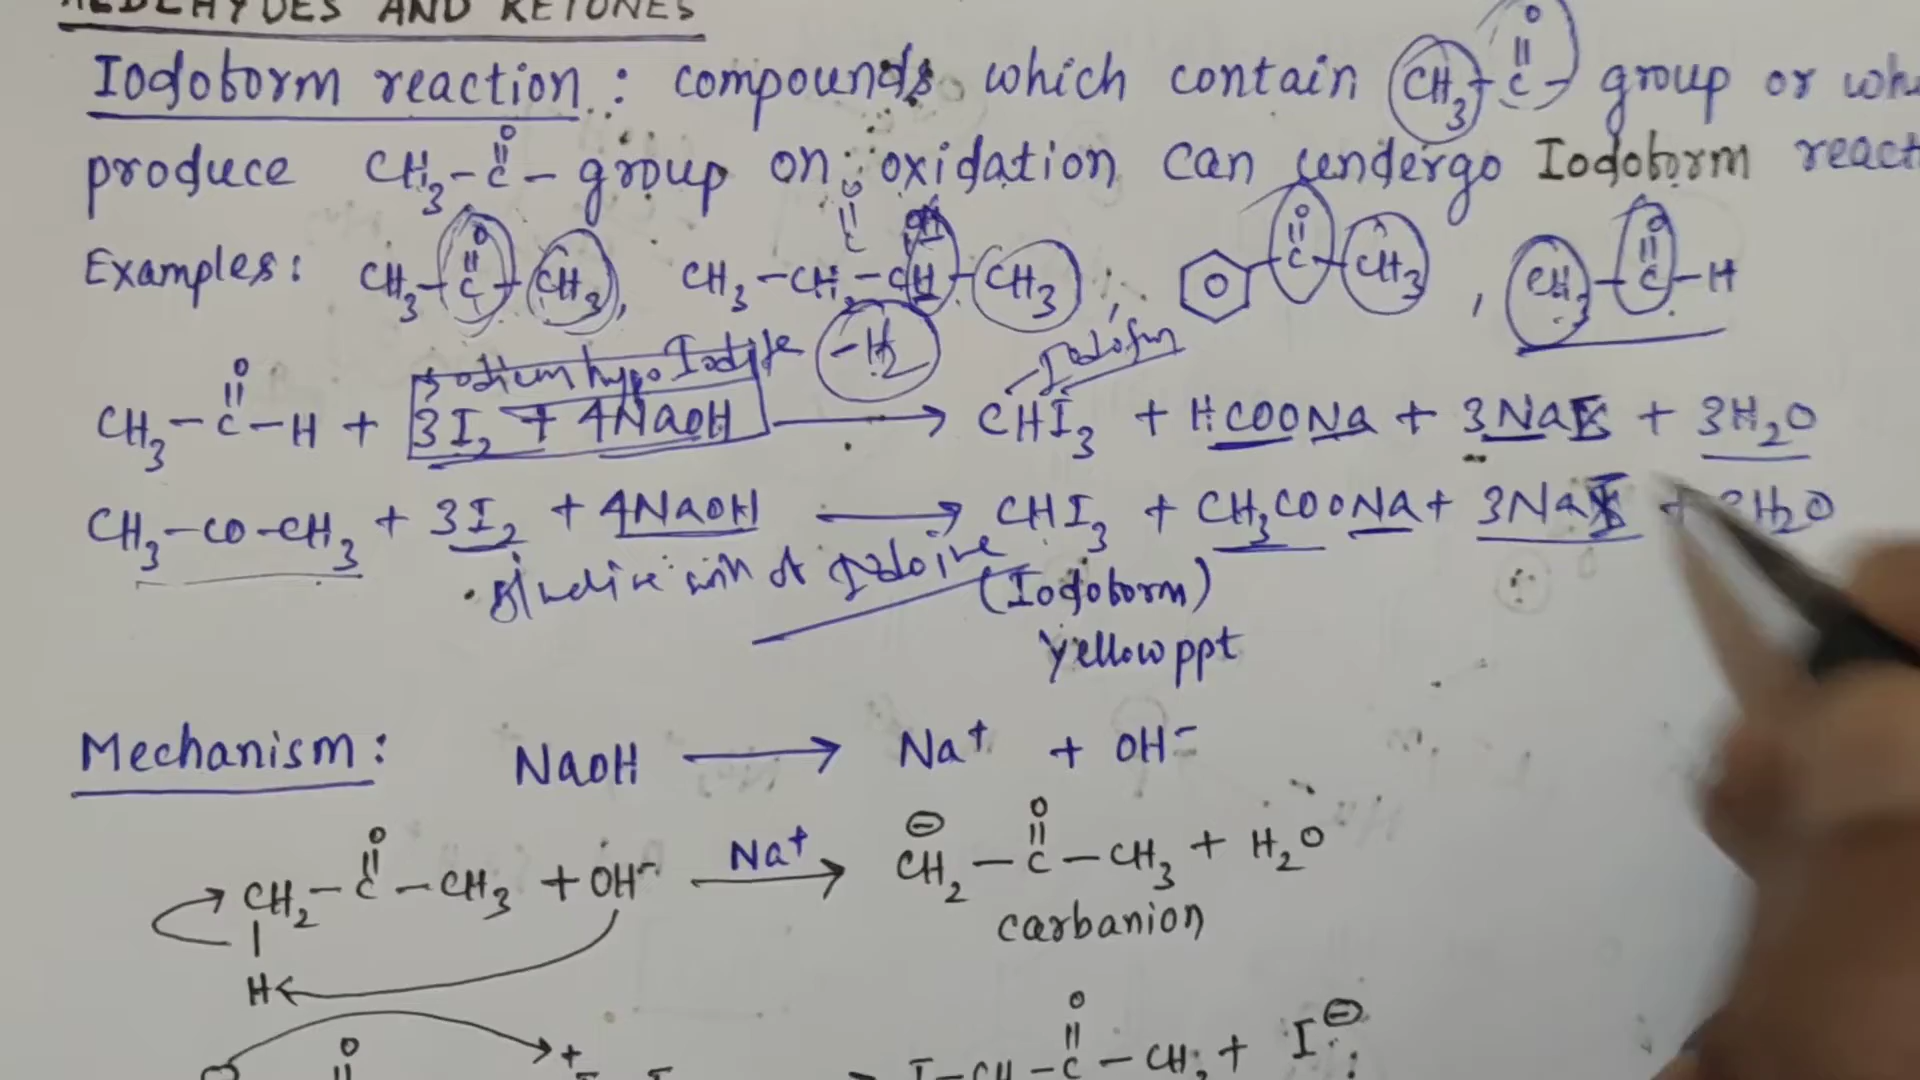 ALDEHYDES AND KETONES
Iodoform reaction : compounds which contain CH₃-C(=O)- group or
produce CH₃-C(=O)- group on oxidation can undergo Iodoform
Examples : CH₃-C(=O)-CH₃, CH₃-CH₂-CH(OH)-CH₃, C₆H₅-C(=O)-CH₃, CH₃-C(=O)-H
sodium hypo Iodite -H₂ Iodoform
CH₃-C(=O)-H + 3I₂ + 4NaOH → CHI₃ + HCOONa + 3NaI + 3H₂O
CH₃-CO-CH₃ + 3I₂ + 4NaOH → CHI₃ + CH₃COONa + 3NaI + 3H₂O
(Iodoform)
yellow ppt
Mechanism : NaOH → Na⁺ + OH⁻
CH₂(H)-C(=O)-CH₃ + OH⁻ —Na⁺→ ⊖CH₂-C(=O)-CH₃ + H₂O
carbanion
I-CH-C(=O)-CH₃ + I⊖